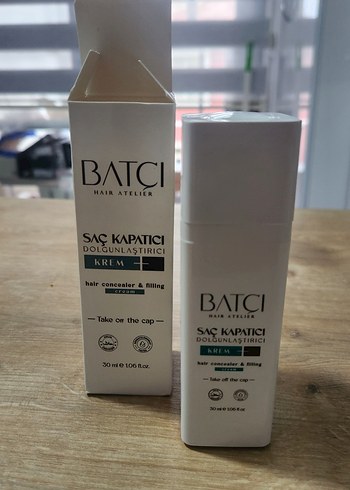 BATÇI
HAIR ATELIER
SAÇ KAPATICI
DOLGUNLAŞTIRICI
KREM
hair concealer & filling
cream
Take off the cap
30 ml e 1.06 fl.oz.
BATÇI
HAIR ATELIER
SAÇ KAPATICI
DOLGUNLAŞTIRICI
KREM
hair concealer & filling
cream
Take off the cap
30 ml e 1.06 fl.oz.